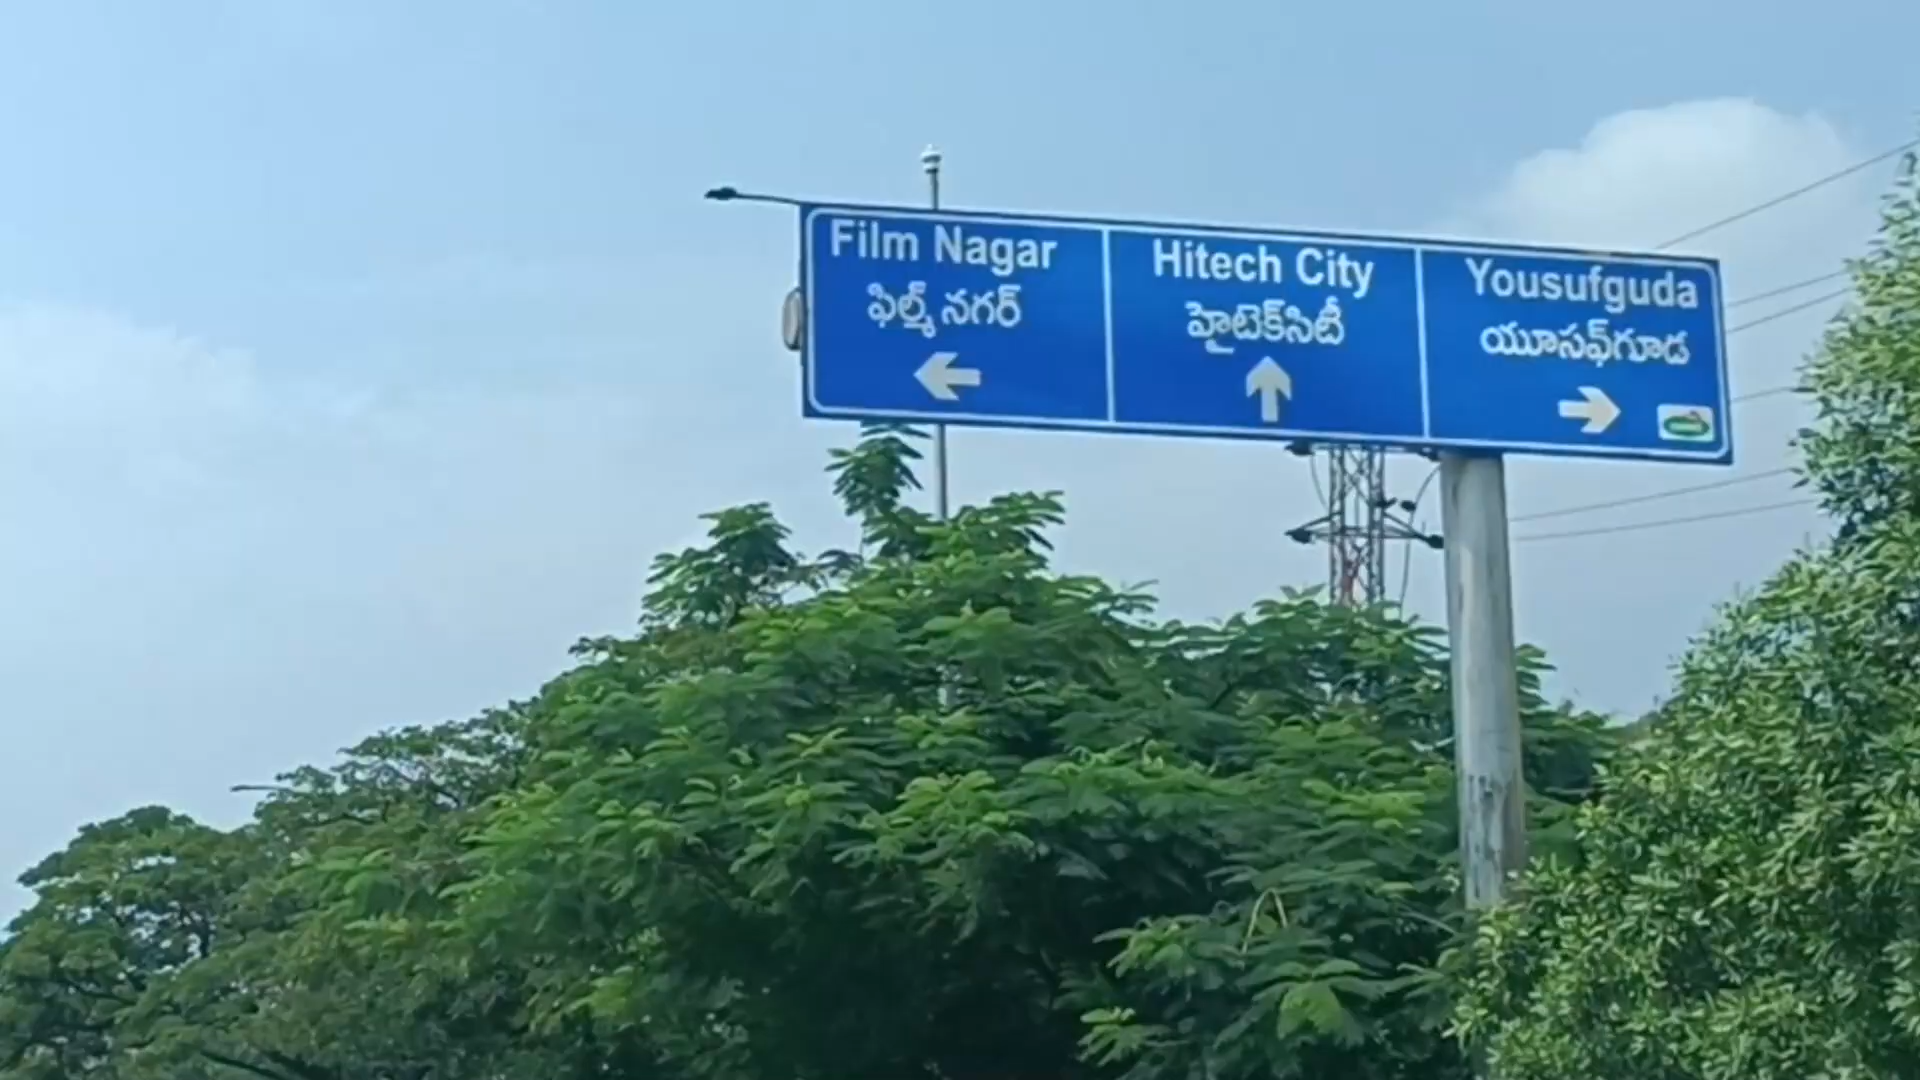 Film Nagar
ఫిల్మ్ నగర్
Hitech City
హైటెక్‌సిటీ
Yousufguda
యూసఫ్‌గూడ